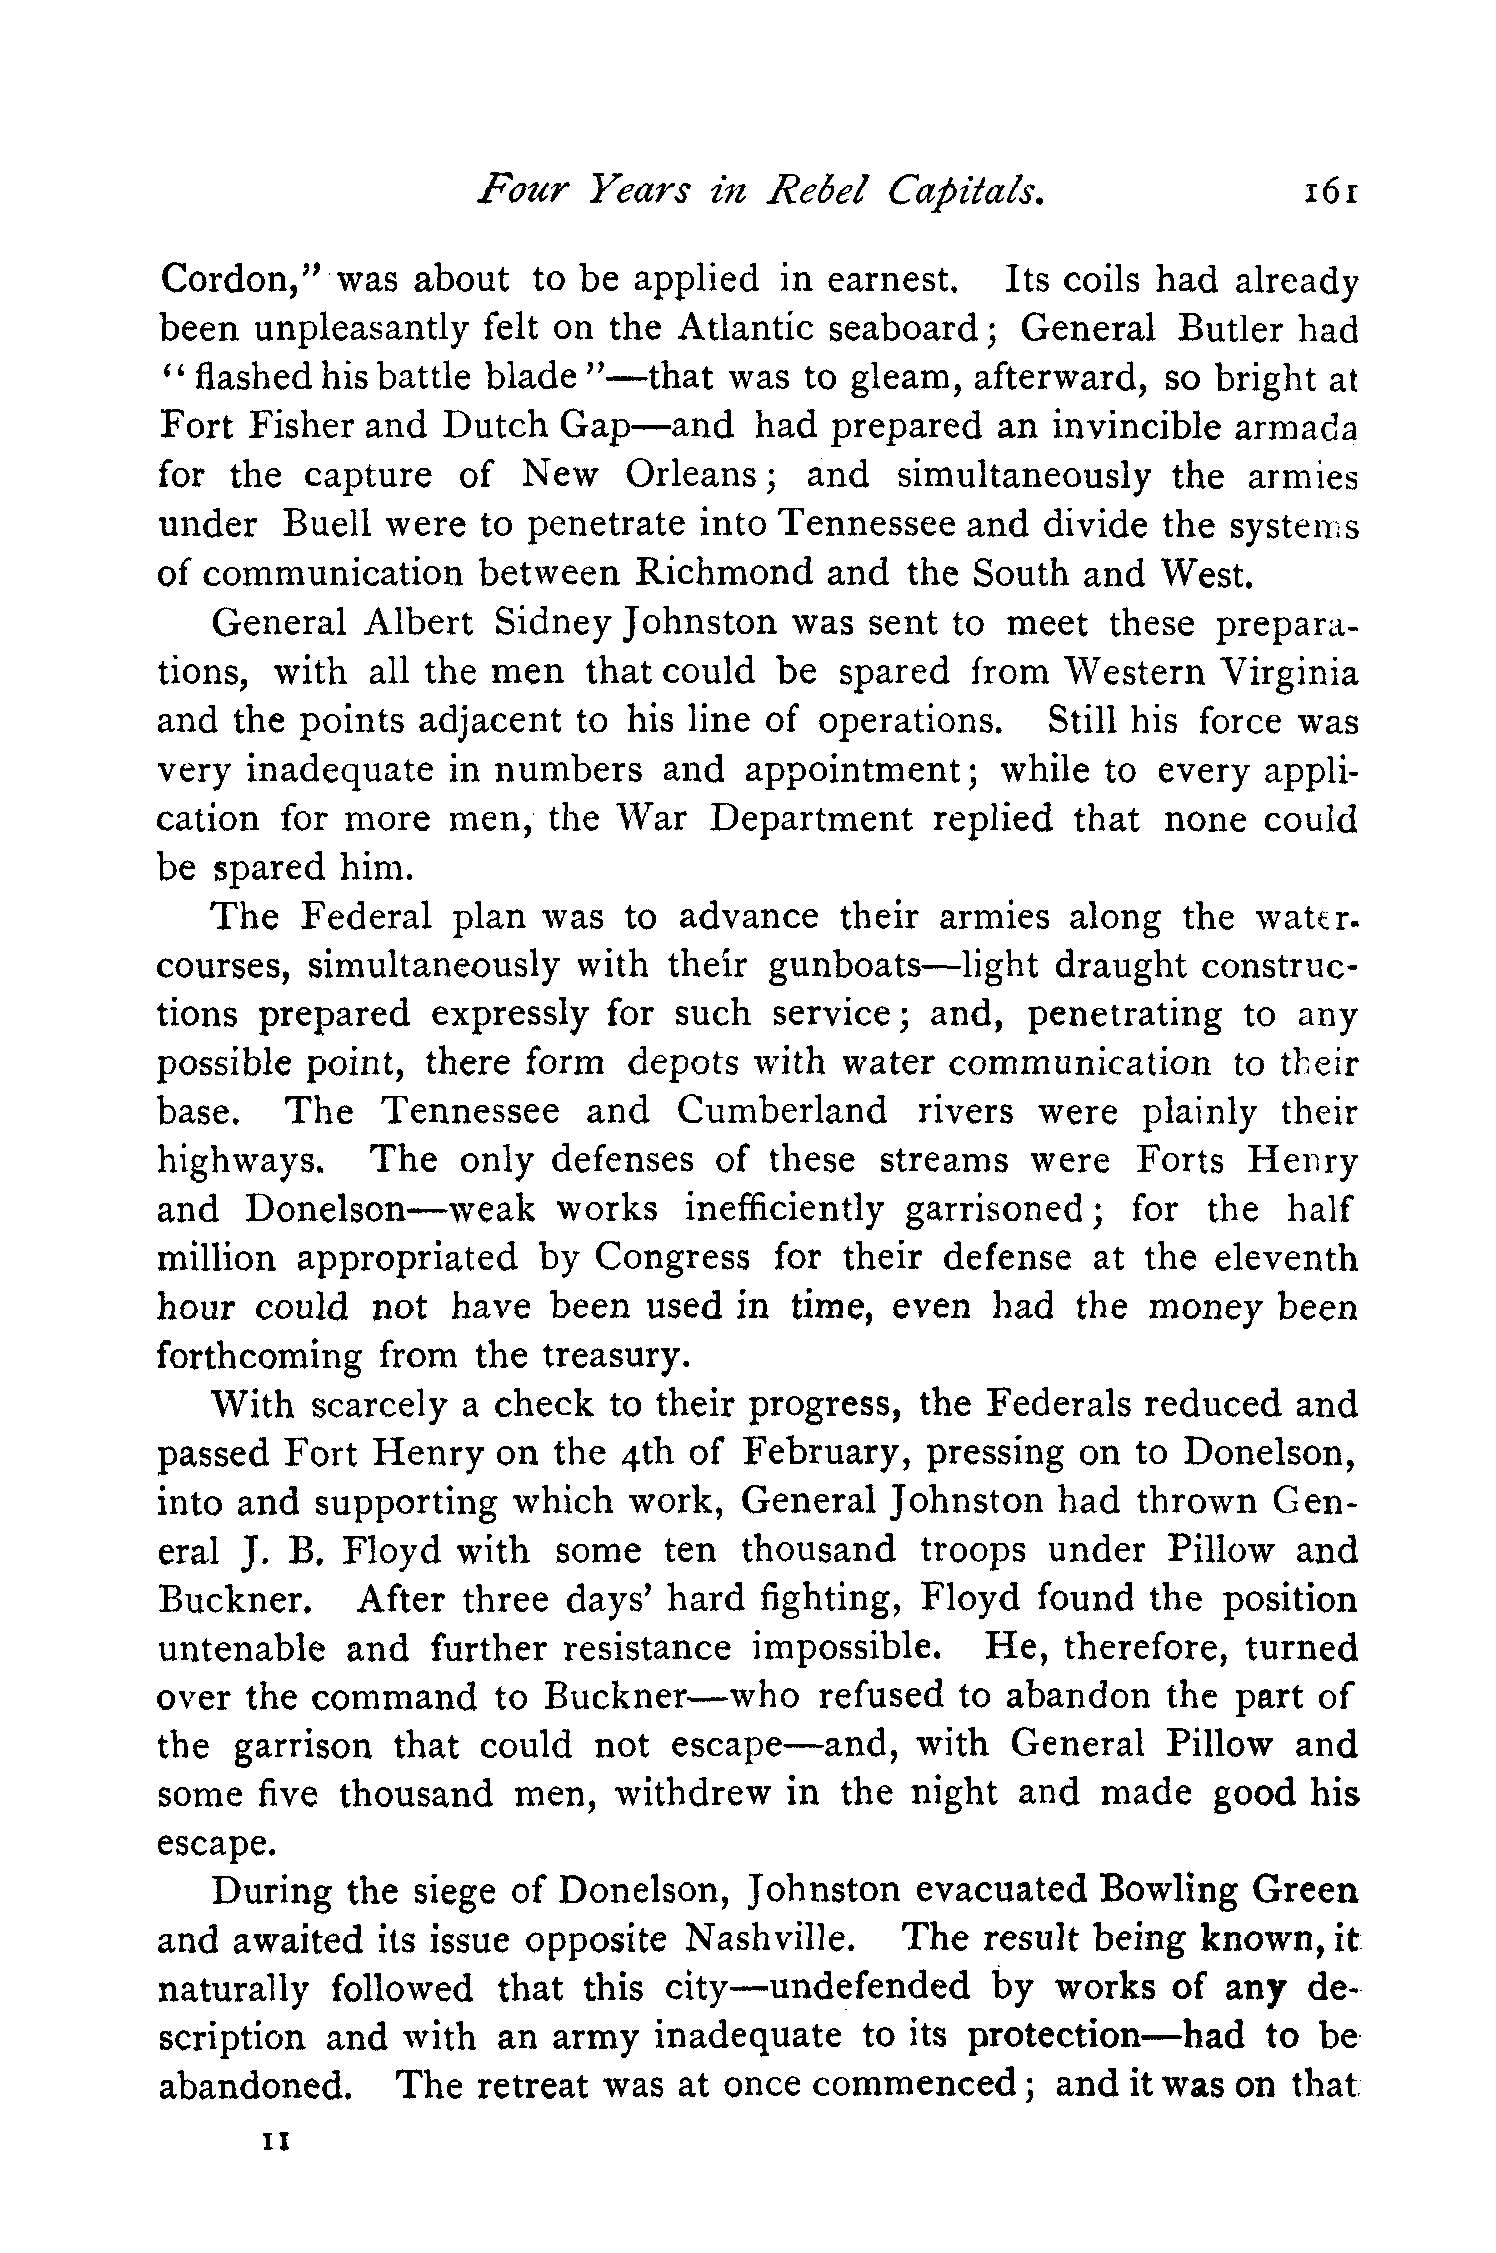 Four Years in Rebel Capitals. 161
Cordon," was about to be applied in earnest. Its coils had already
been unpleasantly felt on the Atlantic seaboard; General Butler had
"flashed his battle blade"—that was to gleam, afterward, so bright at
Fort Fisher and Dutch Gap—and had prepared an invincible armada
for the capture of New Orleans; and simultaneously the armies
under Buell were to penetrate into Tennessee and divide the systems
of communication between Richmond and the South and West.
General Albert Sidney Johnston was sent to meet these prepara-
tions, with all the men that could be spared from Western Virginia
and the points adjacent to his line of operations. Still his force was
very inadequate in numbers and appointment; while to every appli-
cation for more men, the War Department replied that none could
be spared him.
The Federal plan was to advance their armies along the water-
courses, simultaneously with their gunboats—light draught construc-
tions prepared expressly for such service; and, penetrating to any
possible point, there form depots with water communication to their
base. The Tennessee and Cumberland rivers were plainly their
highways. The only defenses of these streams were Forts Henry
and Donelson—weak works inefficiently garrisoned; for the half
million appropriated by Congress for their defense at the eleventh
hour could not have been used in time, even had the money been
forthcoming from the treasury.
With scarcely a check to their progress, the Federals reduced and
passed Fort Henry on the 4th of February, pressing on to Donelson,
into and supporting which work, General Johnston had thrown Gen-
eral J. B. Floyd with some ten thousand troops under Pillow and
Buckner. After three days' hard fighting, Floyd found the position
untenable and further resistance impossible. He, therefore, turned
over the command to Buckner—who refused to abandon the part of
the garrison that could not escape—and, with General Pillow and
some five thousand men, withdrew in the night and made good his
escape.
During the siege of Donelson, Johnston evacuated Bowling Green
and awaited its issue opposite Nashville. The result being known, it
naturally followed that this city—undefended by works of any de-
scription and with an army inadequate to its protection—had to be
abandoned. The retreat was at once commenced; and it was on that
11